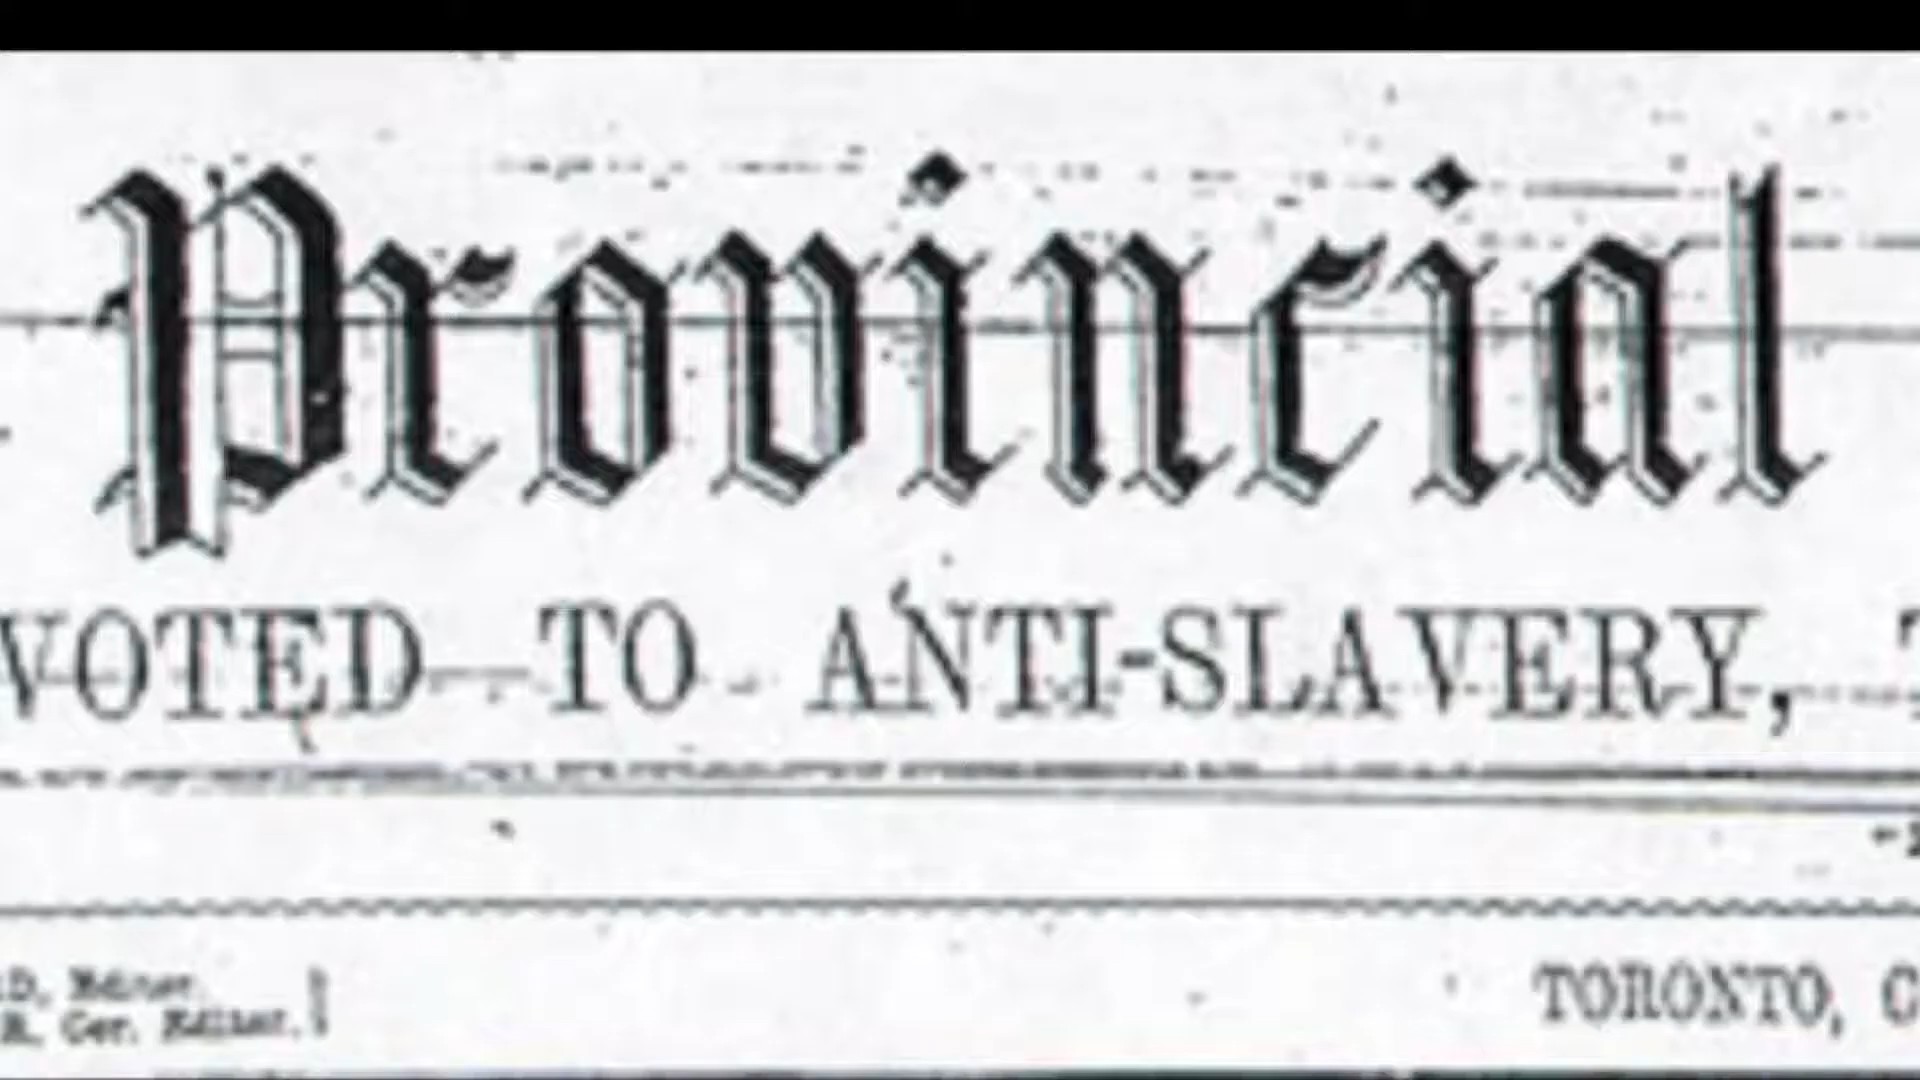 Provincial
VOTED TO ANTI-SLAVERY,
D, Editor.
R, Cor. Editor.
TORONTO, C